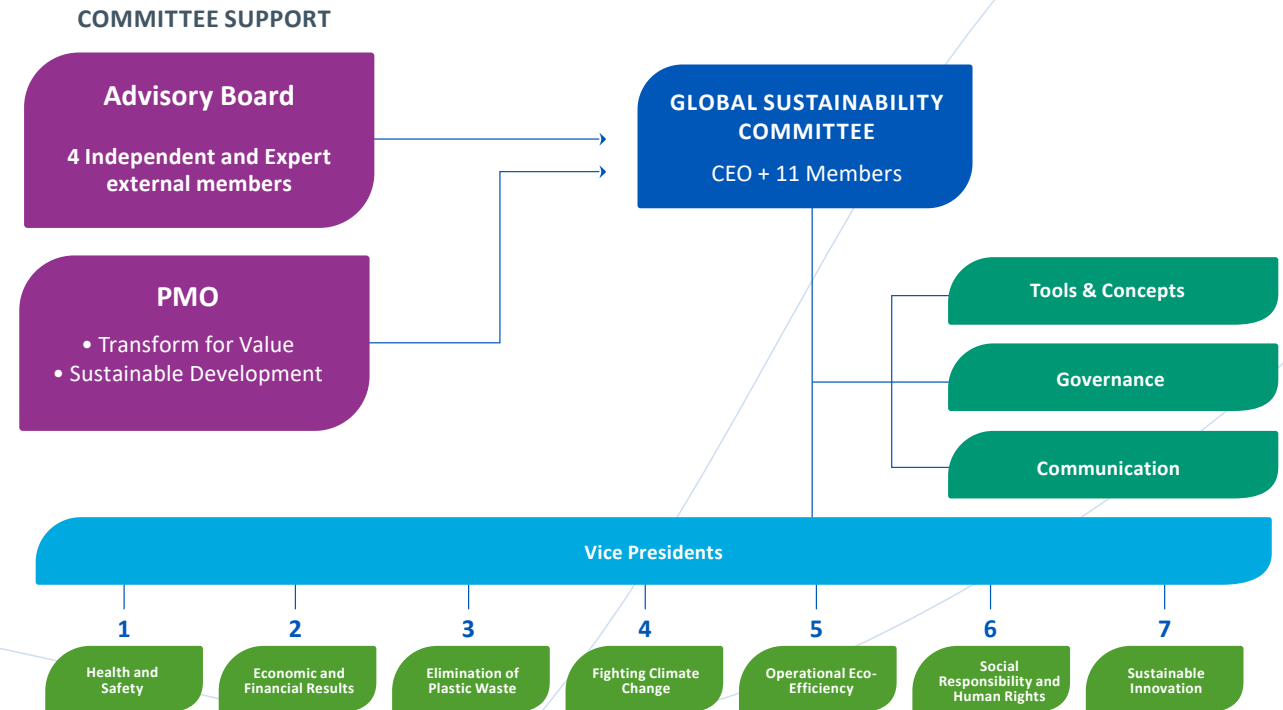 COMMITTEE SUPPORT
Advisory Board
4 Independent and Expert
external members
GLOBAL SUSTAINABILITY
COMMITTEE
CEO + 11 Members
PMO
• Transform for Value
• Sustainable Development
Tools & Concepts
Governance
Communication
Vice Presidents
1
2
3
4
5
6
7
Health and
Safety
Economic and
Financial Results
Elimination of
Plastic Waste
Fighting Climate
Change
Operational Eco-
Efficiency
Social
Responsibility and
Human Rights
Sustainable
Innovation